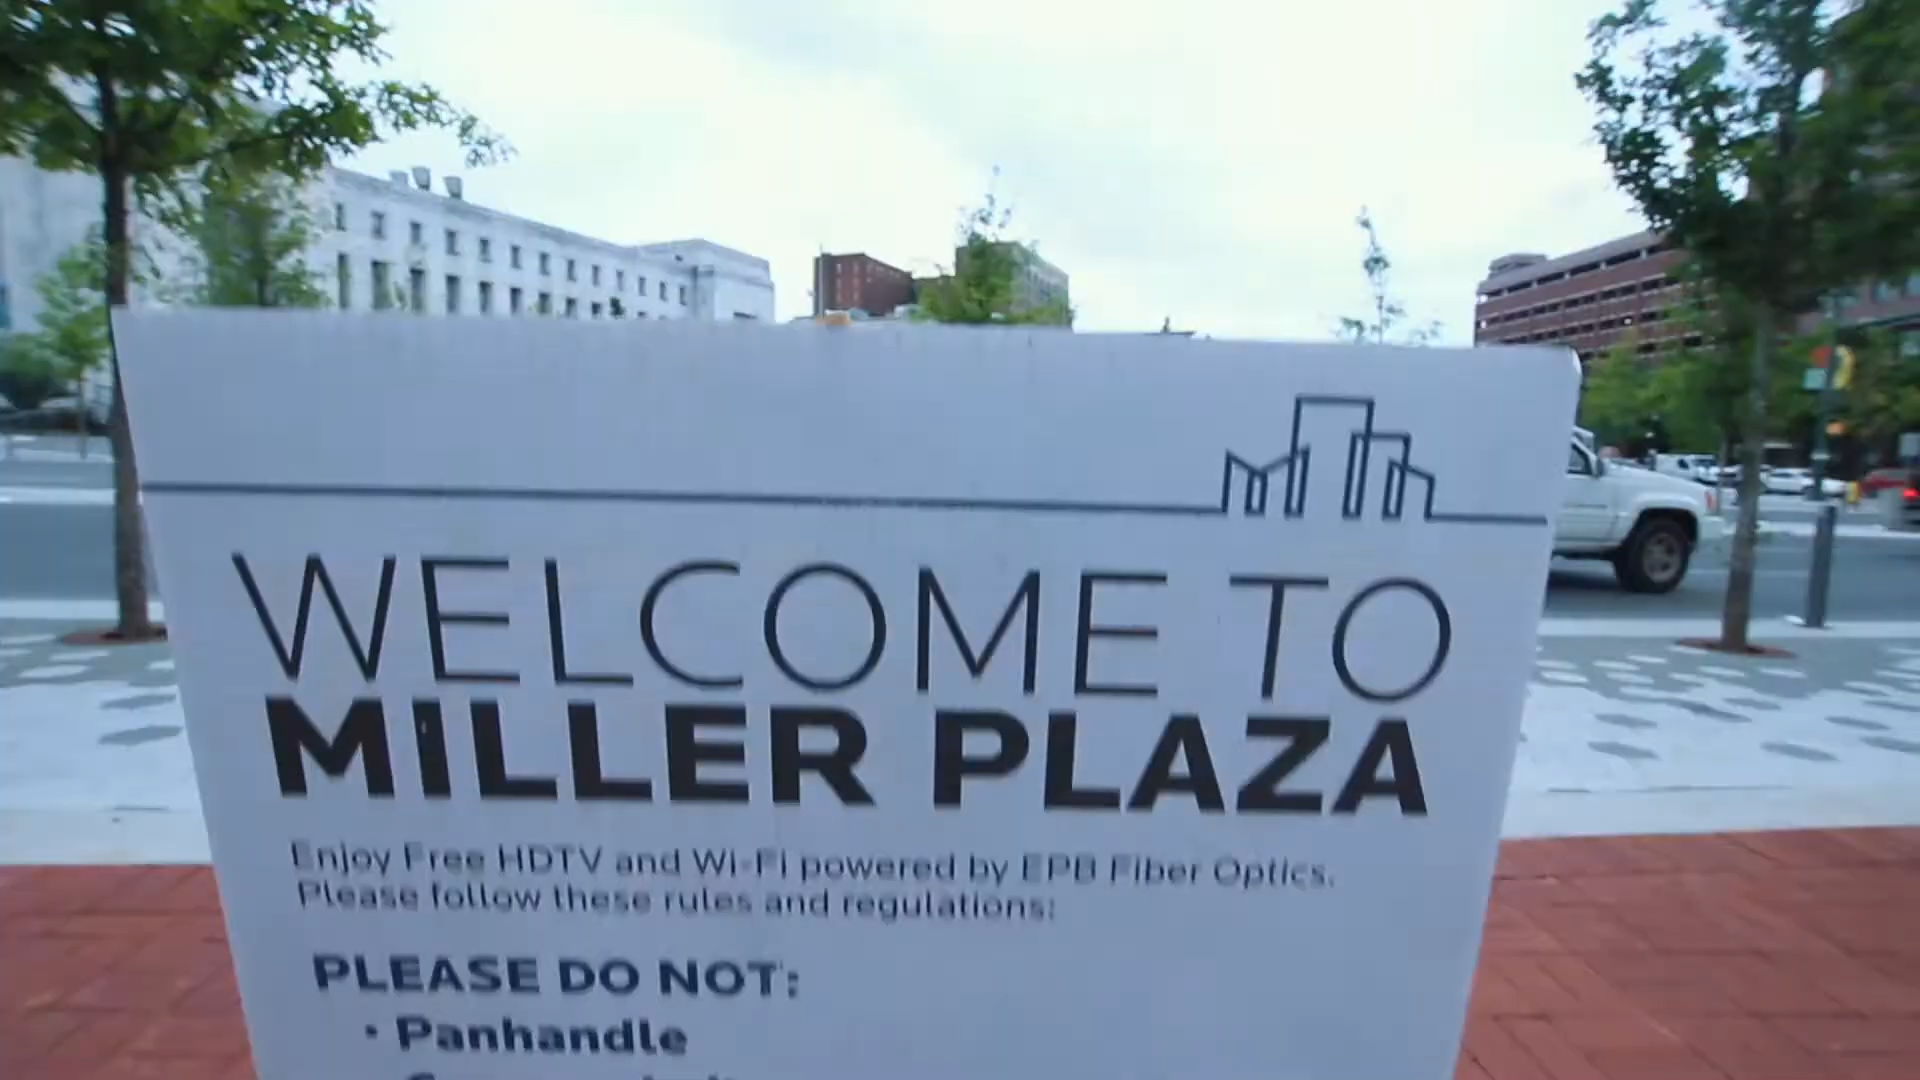 WELCOME TO
MILLER PLAZA
Enjoy Free HDTV and Wi-Fi powered by EPB Fiber Optics.
Please follow these rules and regulations:
PLEASE DO NOT:
· Panhandle